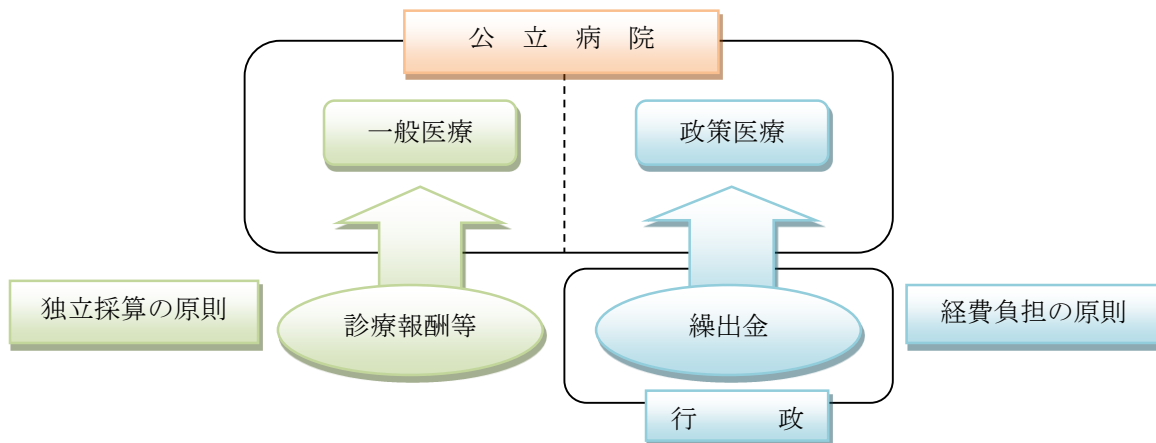 公　立　病　院
一般医療
政策医療
独立採算の原則
診療報酬等
繰出金
経費負担の原則
行　　　政